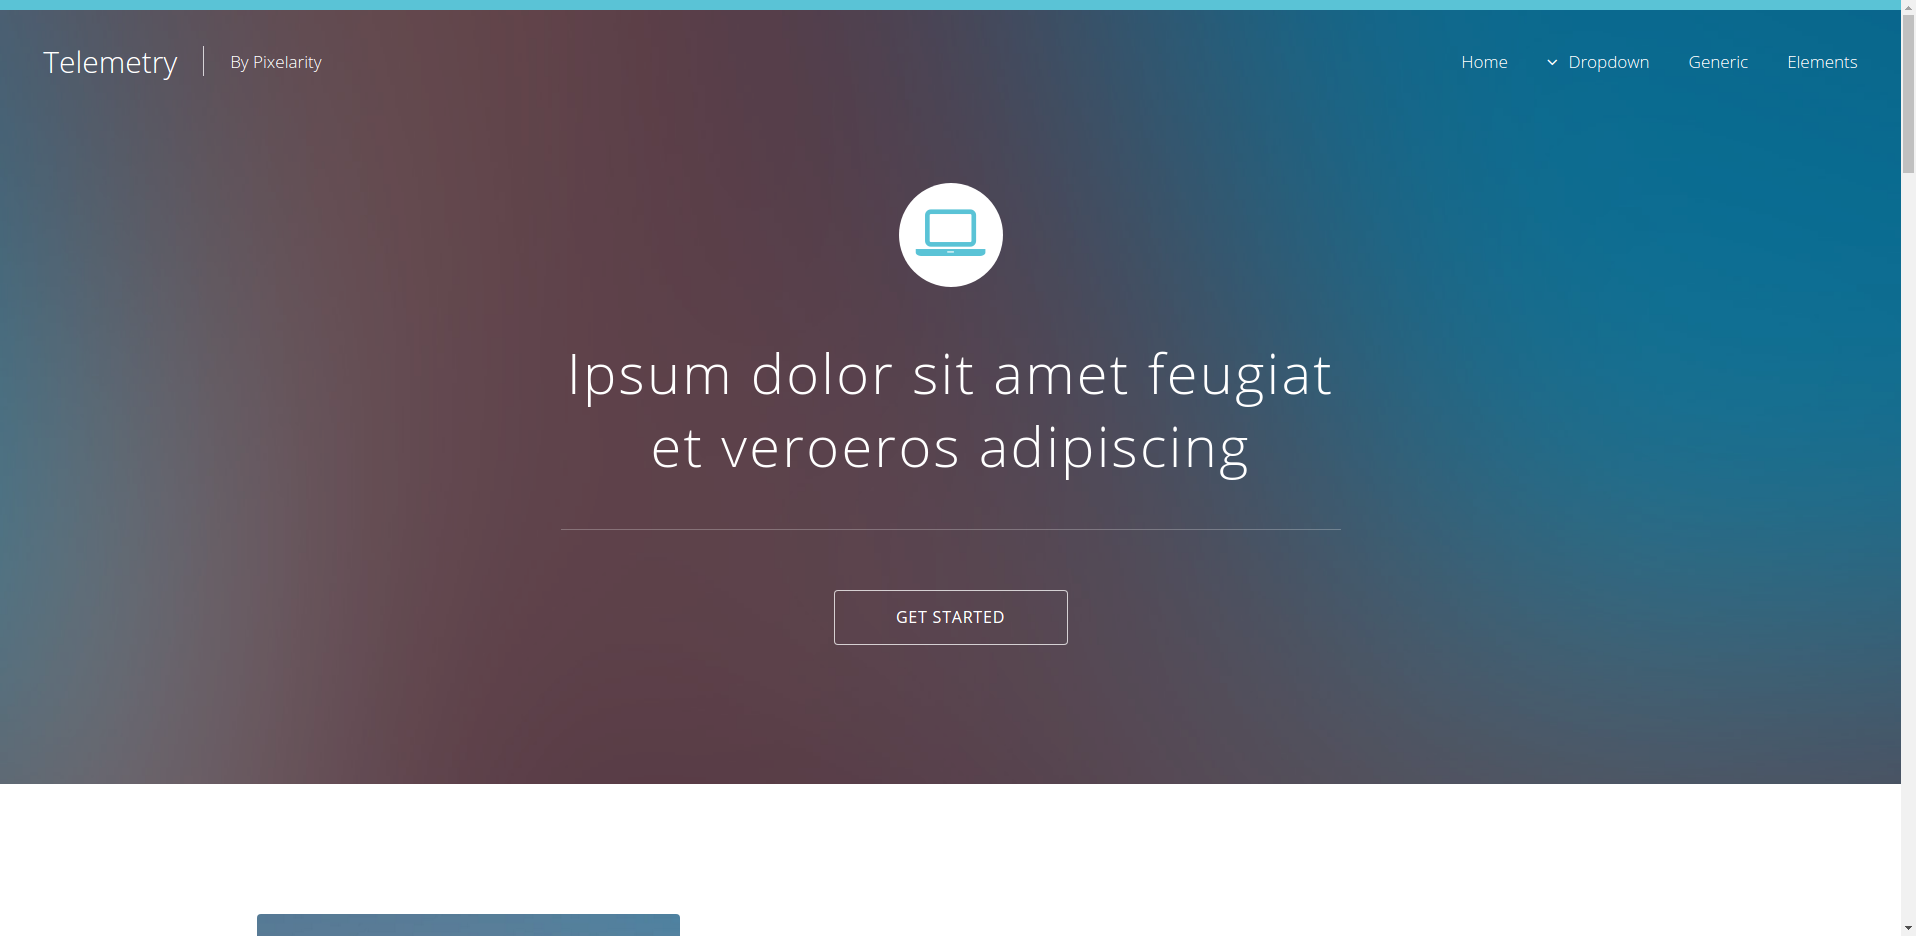 Telemetry
By Pixelarity
Home
Dropdown
Generic
Elements
Ipsum dolor sit amet feugiat
et veroeros adipiscing
GET STARTED